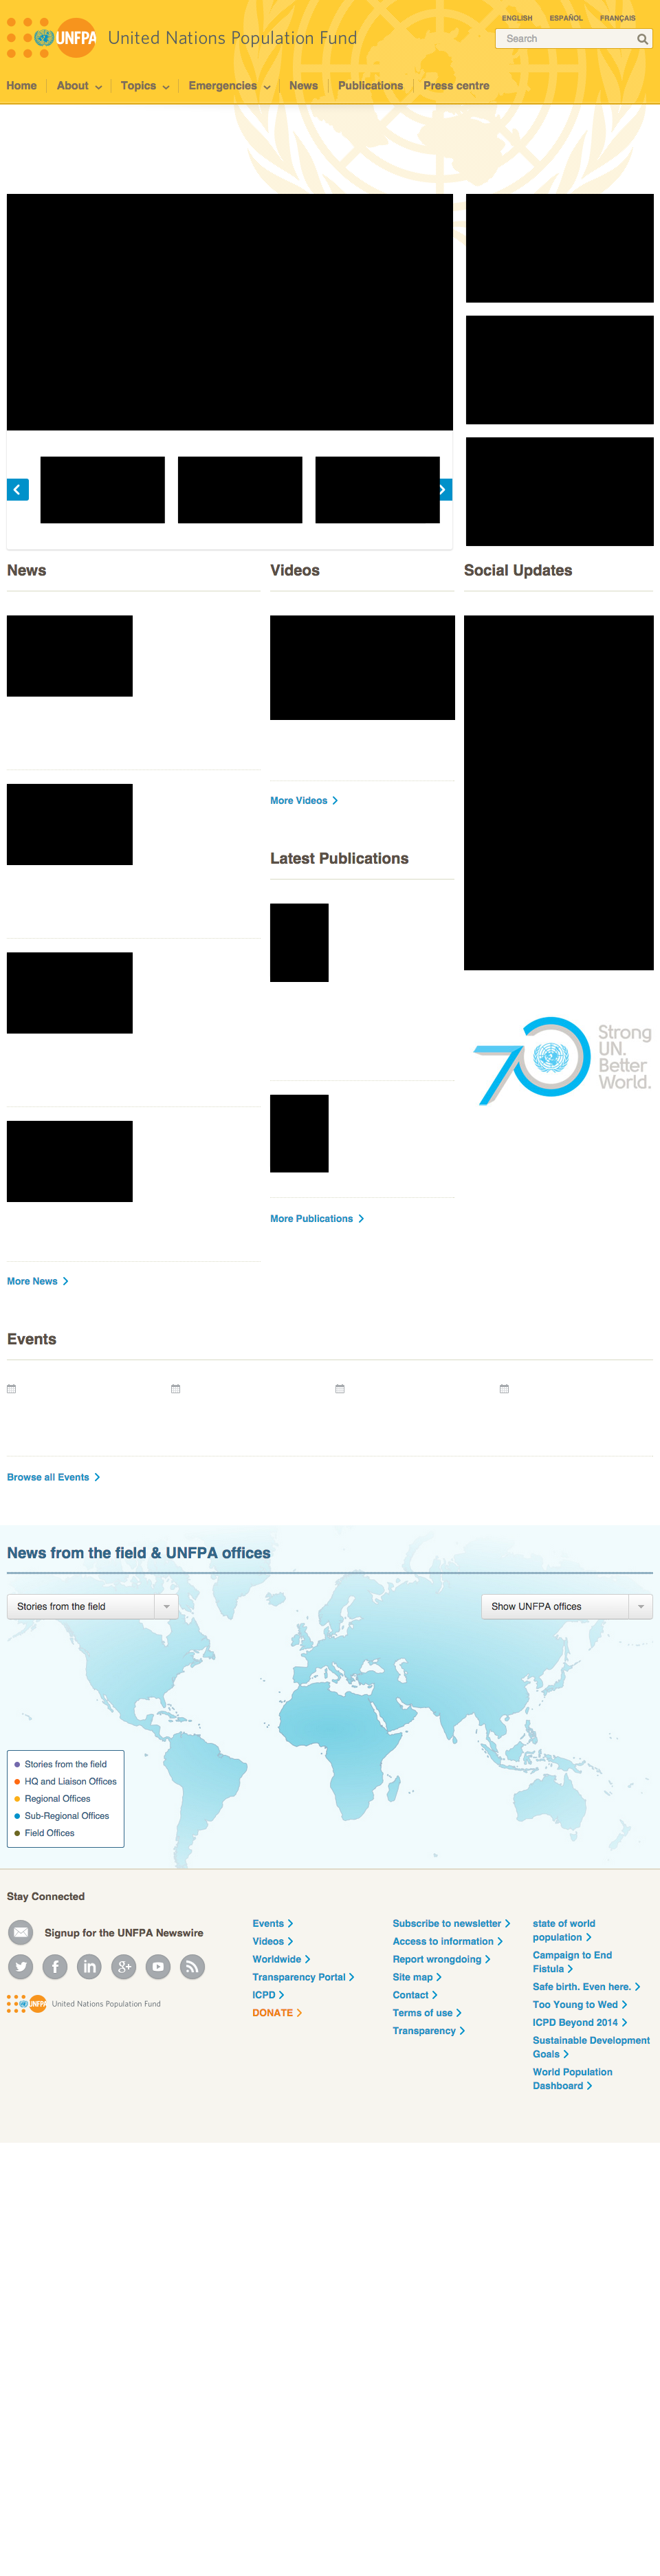 ENGLISH ESPAÑOL FRANÇAIS
UNFPA United Nations Population Fund
Search
Home About Topics Emergencies News Publications Press centre
News
Videos
Social Updates
More Videos
Latest Publications
70 Strong
UN.
Better
World.
More Publications
More News
Events
Browse all Events
News from the field & UNFPA offices
Stories from the field
Show UNFPA offices
Stories from the field
HQ and Liaison Offices
Regional Offices
Sub-Regional Offices
Field Offices
Stay Connected
Signup for the UNFPA Newswire
f in g+
UNFPA United Nations Population Fund
Events
Videos
Worldwide
Transparency Portal
ICPD
DONATE
Subscribe to newsletter
Access to information
Report wrongdoing
Site map
Contact
Terms of use
Transparency
state of world
population
Campaign to End
Fistula
Safe birth. Even here.
Too Young to Wed
ICPD Beyond 2014
Sustainable Development
Goals
World Population
Dashboard